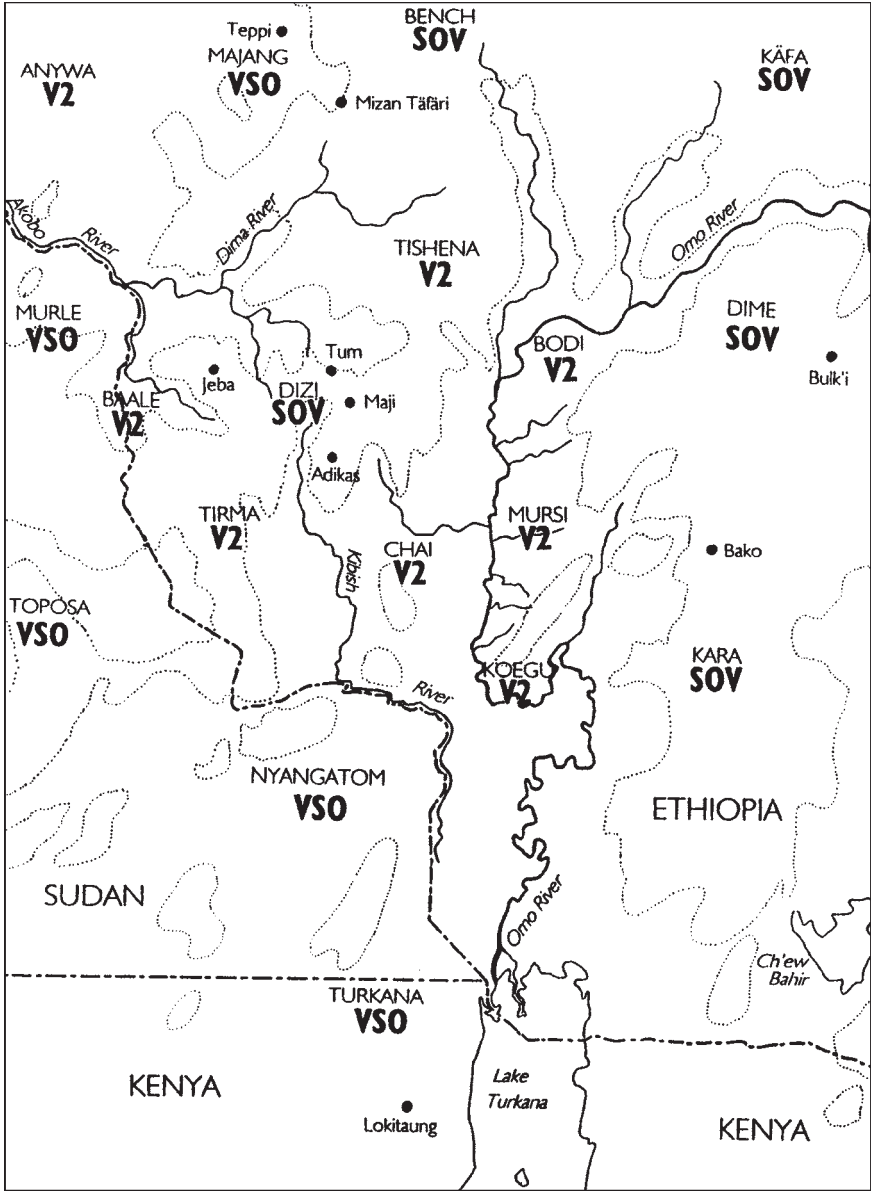 BENCH
SOV
Teppi
MAJANG
VSO
ANYWA
V2
KÄFA
SOV
Mizan Täfäri
Akobo
River
Dima River
Omo River
TISHENA
V2
MURLE
VSO
DIME
SOV
BODI
V2
Tum
Jeba
Bulk'i
BAALE
V2
DIZI
SOV
Maji
Adikas
TIRMA
V2
MURSI
V2
CHAI
V2
Kibish
Bako
TOPOSA
VSO
KOEGU
V2
KARA
SOV
River
NYANGATOM
VSO
ETHIOPIA
SUDAN
Omo River
Ch'ew
Bahir
TURKANA
VSO
KENYA
Lake
Turkana
Lokitaung
KENYA